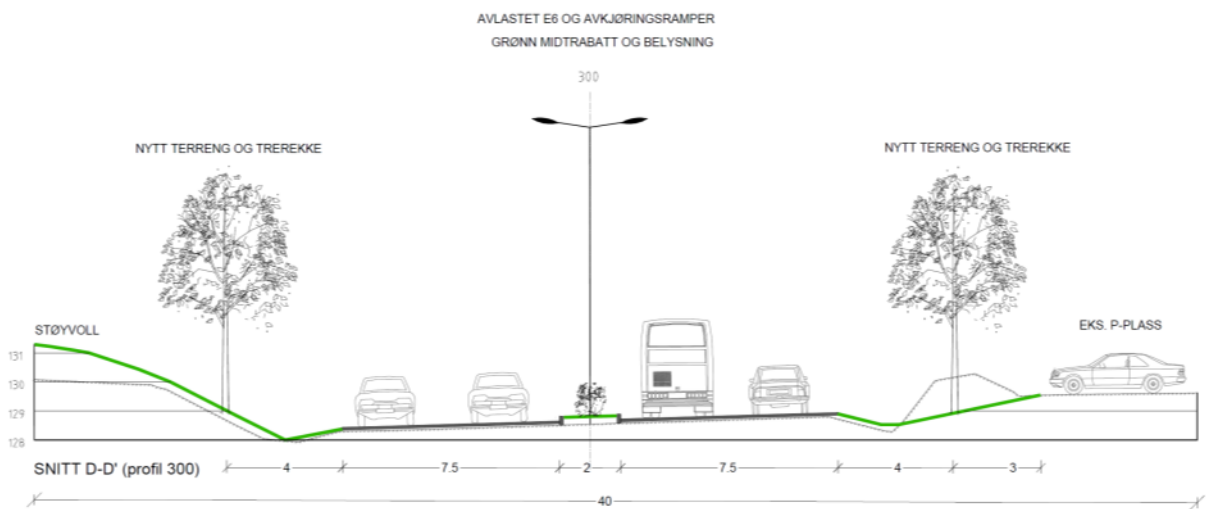 AVLASTET E6 OG AVKJØRINGSRAMPER
GRØNN MIDTRABATT OG BELYSNING
300
NYTT TERRENG OG TREREKKE
NYTT TERRENG OG TREREKKE
STØYVOLL
EKS. P-PLASS
131
130
129
128
SNITT D-D' (profil 300)
4
7.5
2
7.5
4
3
40